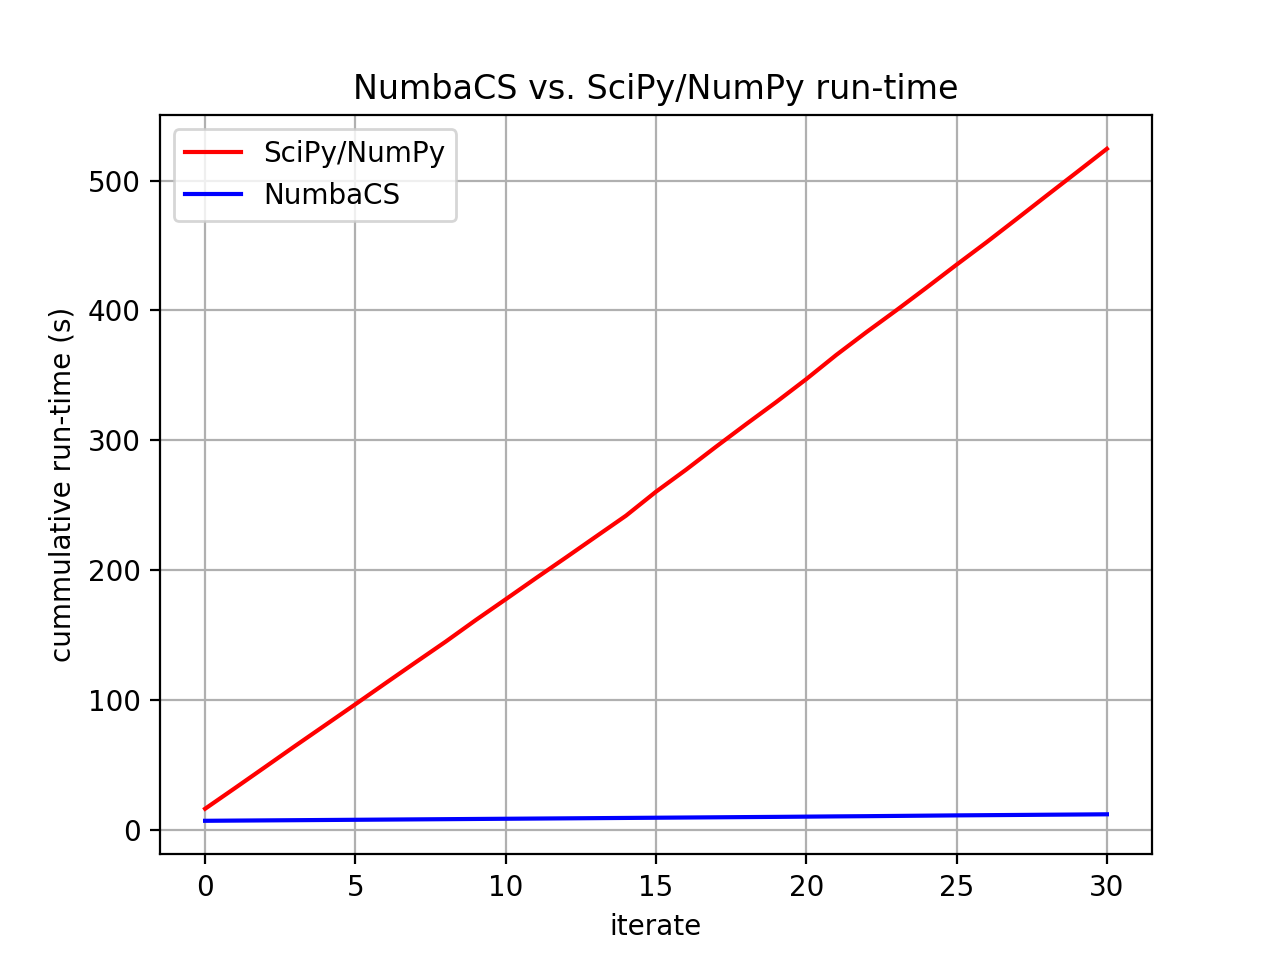 NumbaCS vs. SciPy/NumPy run-time
SciPy/NumPy
NumbaCS
cummulative run-time (s)
500
400
300
200
100
0
0 5 10 15 20 25 30
iterate